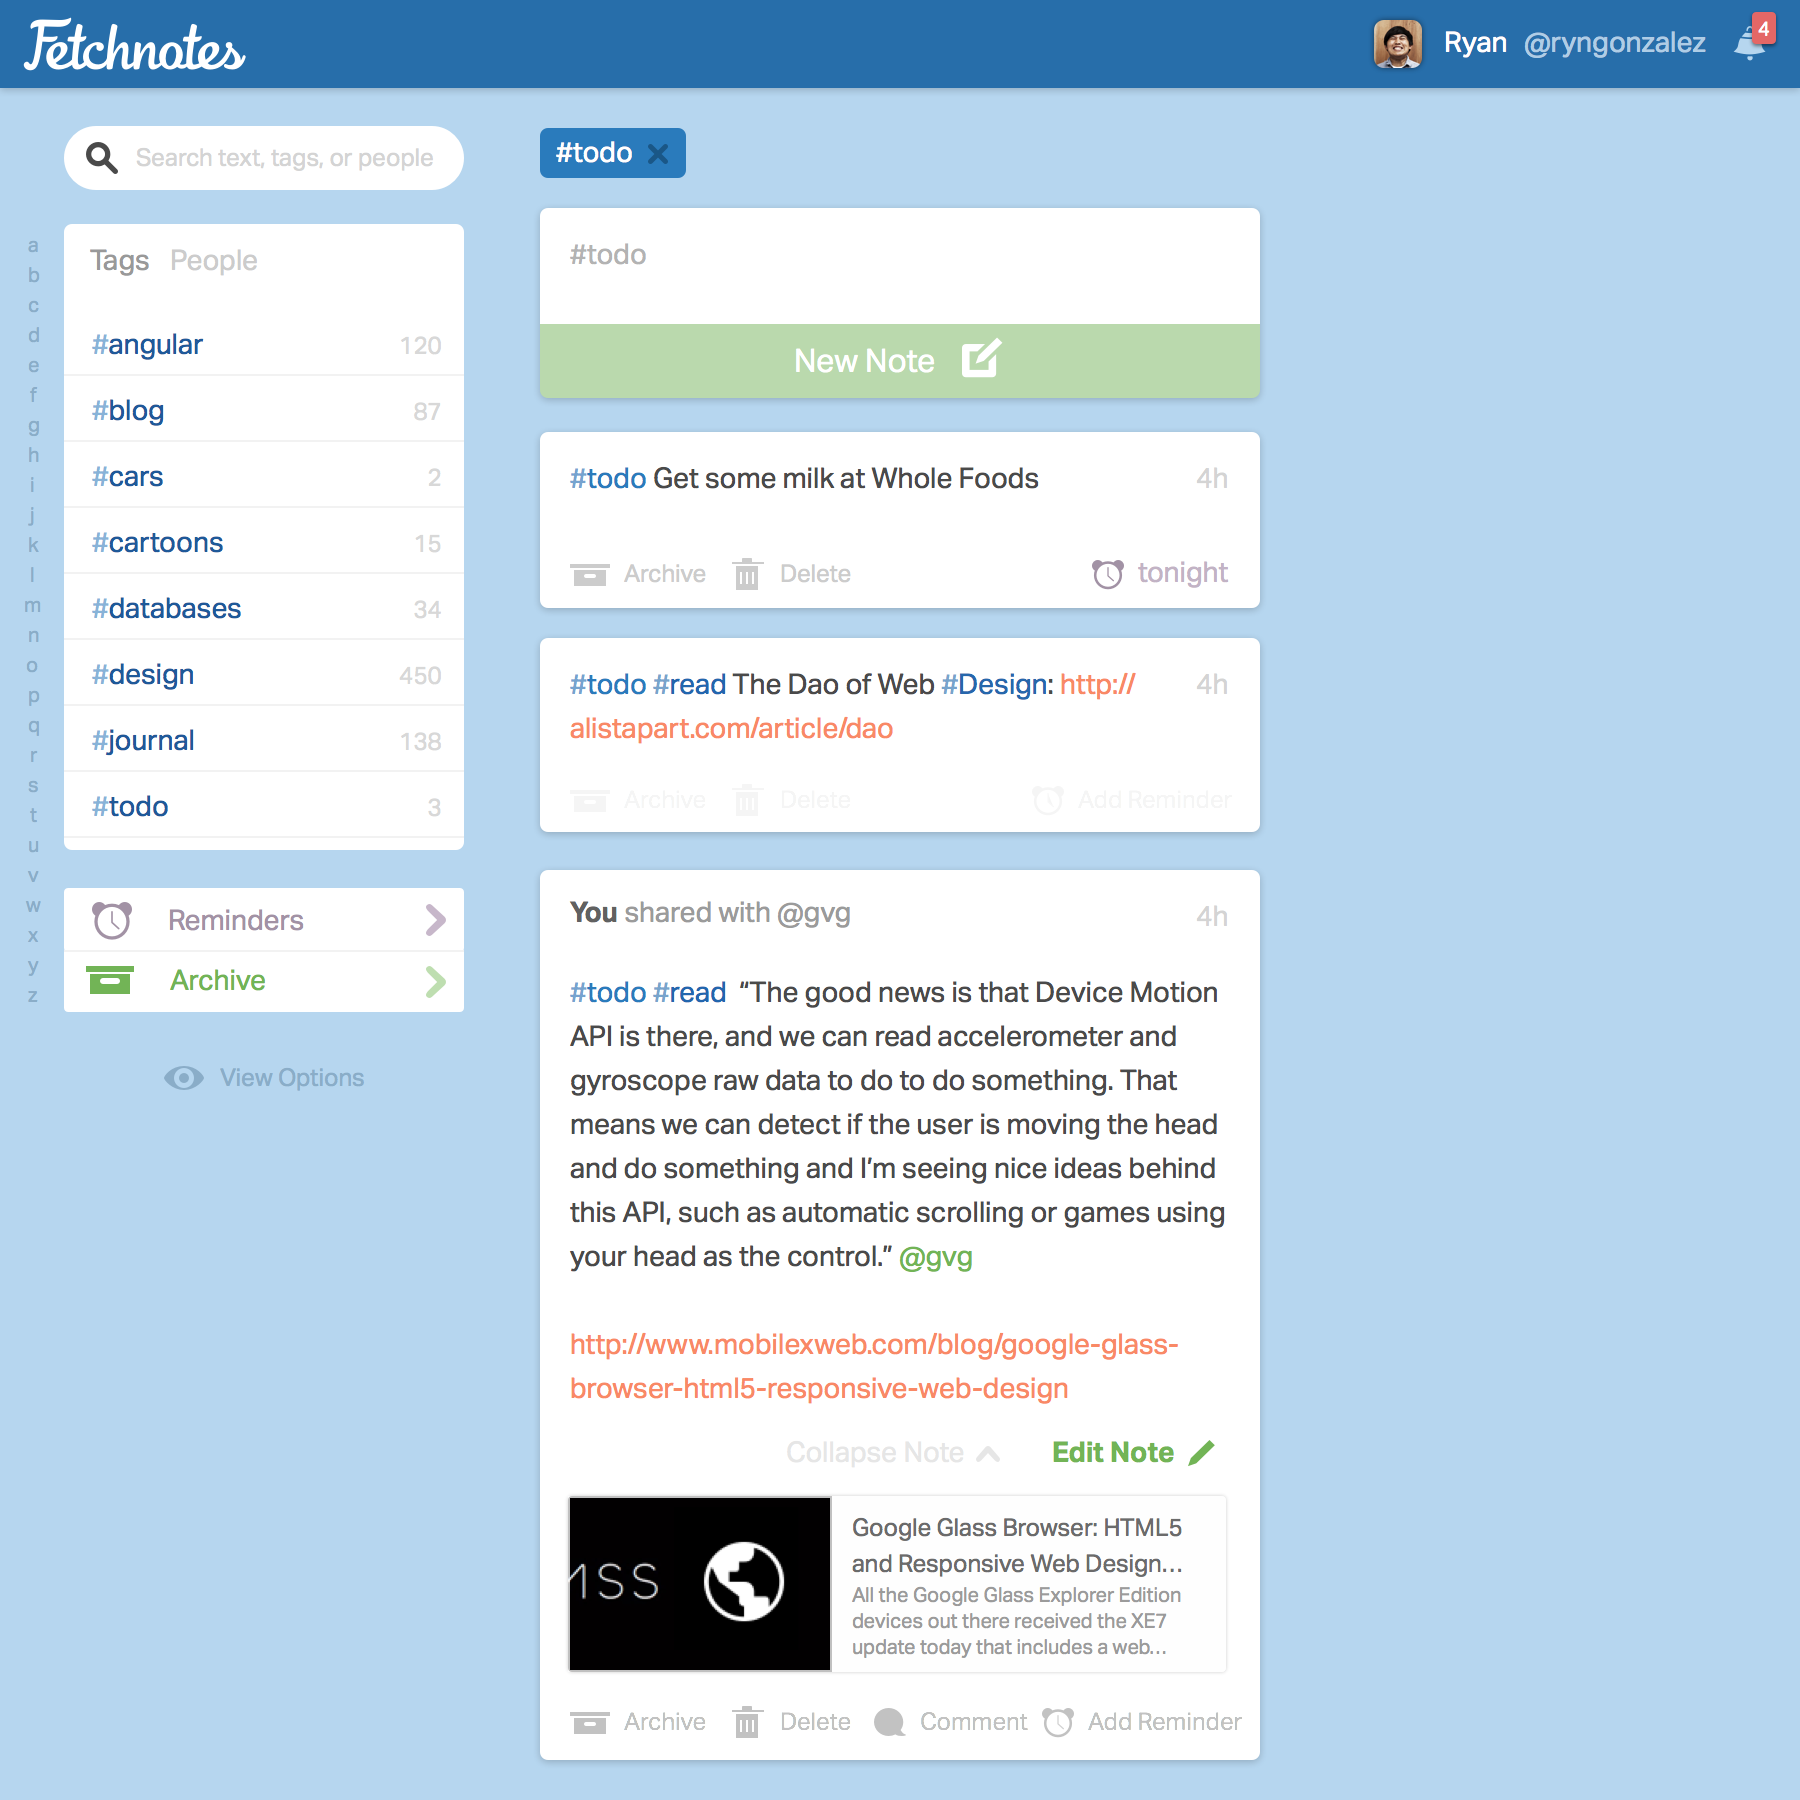 Fetchnotes
Ryan @ryngonzalez 4
Search text, tags, or people
a
b
c
d
e
f
g
h
i
j
k
l
m
n
o
p
q
r
s
t
u
v
w
x
y
z
Tags People
#angular 120
#blog 87
#cars 2
#cartoons 15
#databases 34
#design 450
#journal 138
#todo 3
Reminders
Archive
View Options
#todo
#todo
New Note
#todo Get some milk at Whole Foods 4h
Archive Delete tonight
#todo #read The Dao of Web #Design: http:// 4h
alistapart.com/article/dao
Archive Delete Add Reminder
You shared with @gvg 4h
#todo #read “The good news is that Device Motion
API is there, and we can read accelerometer and
gyroscope raw data to do to do something. That
means we can detect if the user is moving the head
and do something and I’m seeing nice ideas behind
this API, such as automatic scrolling or games using
your head as the control.” @gvg
http://www.mobilexweb.com/blog/google-glass-
browser-html5-responsive-web-design
Collapse Note Edit Note
Google Glass Browser: HTML5
and Responsive Web Design...
All the Google Glass Explorer Edition
devices out there received the XE7
update today that includes a web...
Archive Delete Comment Add Reminder